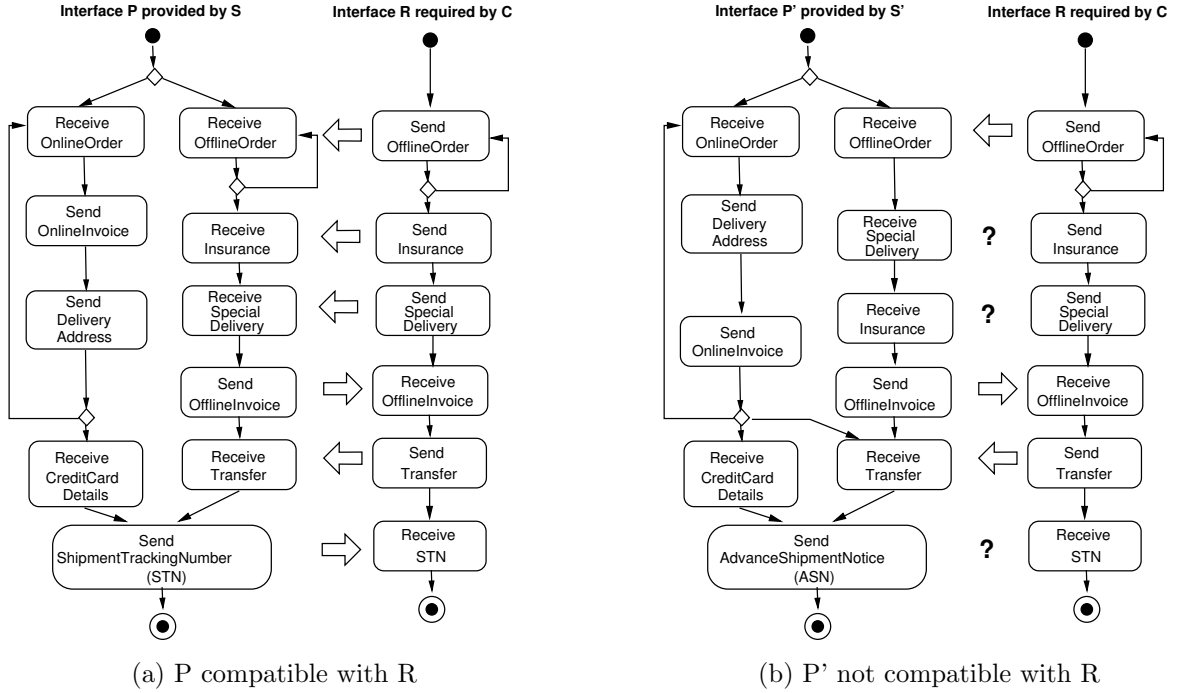 Interface P provided by S
Interface R required by C
Receive
OnlineOrder
Send
OnlineInvoice
Send
Delivery
Address
Receive
CreditCard
Details
Receive
OfflineOrder
Receive
Insurance
Receive
Special
Delivery
Send
OfflineInvoice
Receive
Transfer
Send
ShipmentTrackingNumber
(STN)
Send
OfflineOrder
Send
Insurance
Send
Special
Delivery
Receive
OfflineInvoice
Send
Transfer
Receive
STN
(a) P compatible with R
Interface P' provided by S'
Interface R required by C
Receive
OnlineOrder
Send
Delivery
Address
Send
OnlineInvoice
Receive
CreditCard
Details
Receive
OfflineOrder
Receive
Special
Delivery
Receive
Insurance
Send
OfflineInvoice
Receive
Transfer
Send
AdvanceShipmentNotice
(ASN)
?
?
?
Send
OfflineOrder
Send
Insurance
Send
Special
Delivery
Receive
OfflineInvoice
Send
Transfer
Receive
STN
(b) P' not compatible with R